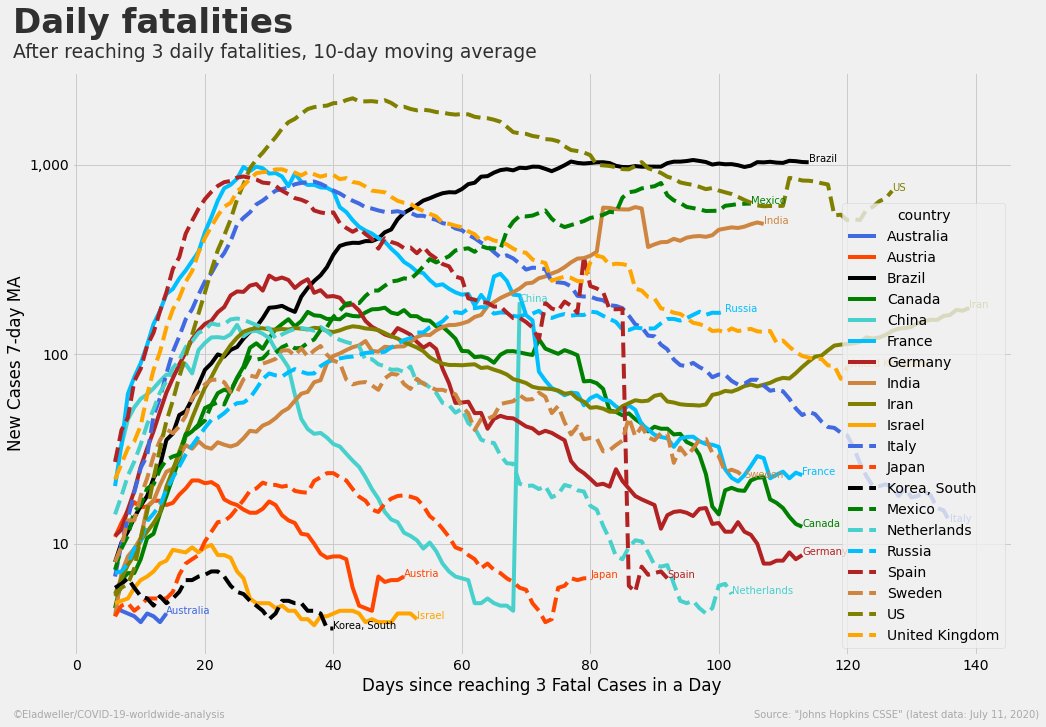 Daily fatalities
After reaching 3 daily fatalities, 10-day moving average
New Cases 7-day MA
1,000
100
10
0
20
40
60
80
100
120
140
Days since reaching 3 Fatal Cases in a Day
Brazil
US
Mexico
India
China
Russia
Iran
France
Sweden
Italy
Canada
Germany
Austria
Japan
Spain
Netherlands
Australia
Israel
Korea, South
country
Australia
Austria
Brazil
Canada
China
France
Germany
India
Iran
Israel
Italy
Japan
Korea, South
Mexico
Netherlands
Russia
Spain
Sweden
US
United Kingdom
©Eladweller/COVID-19-worldwide-analysis
Source: "Johns Hopkins CSSE" (latest data: July 11, 2020)